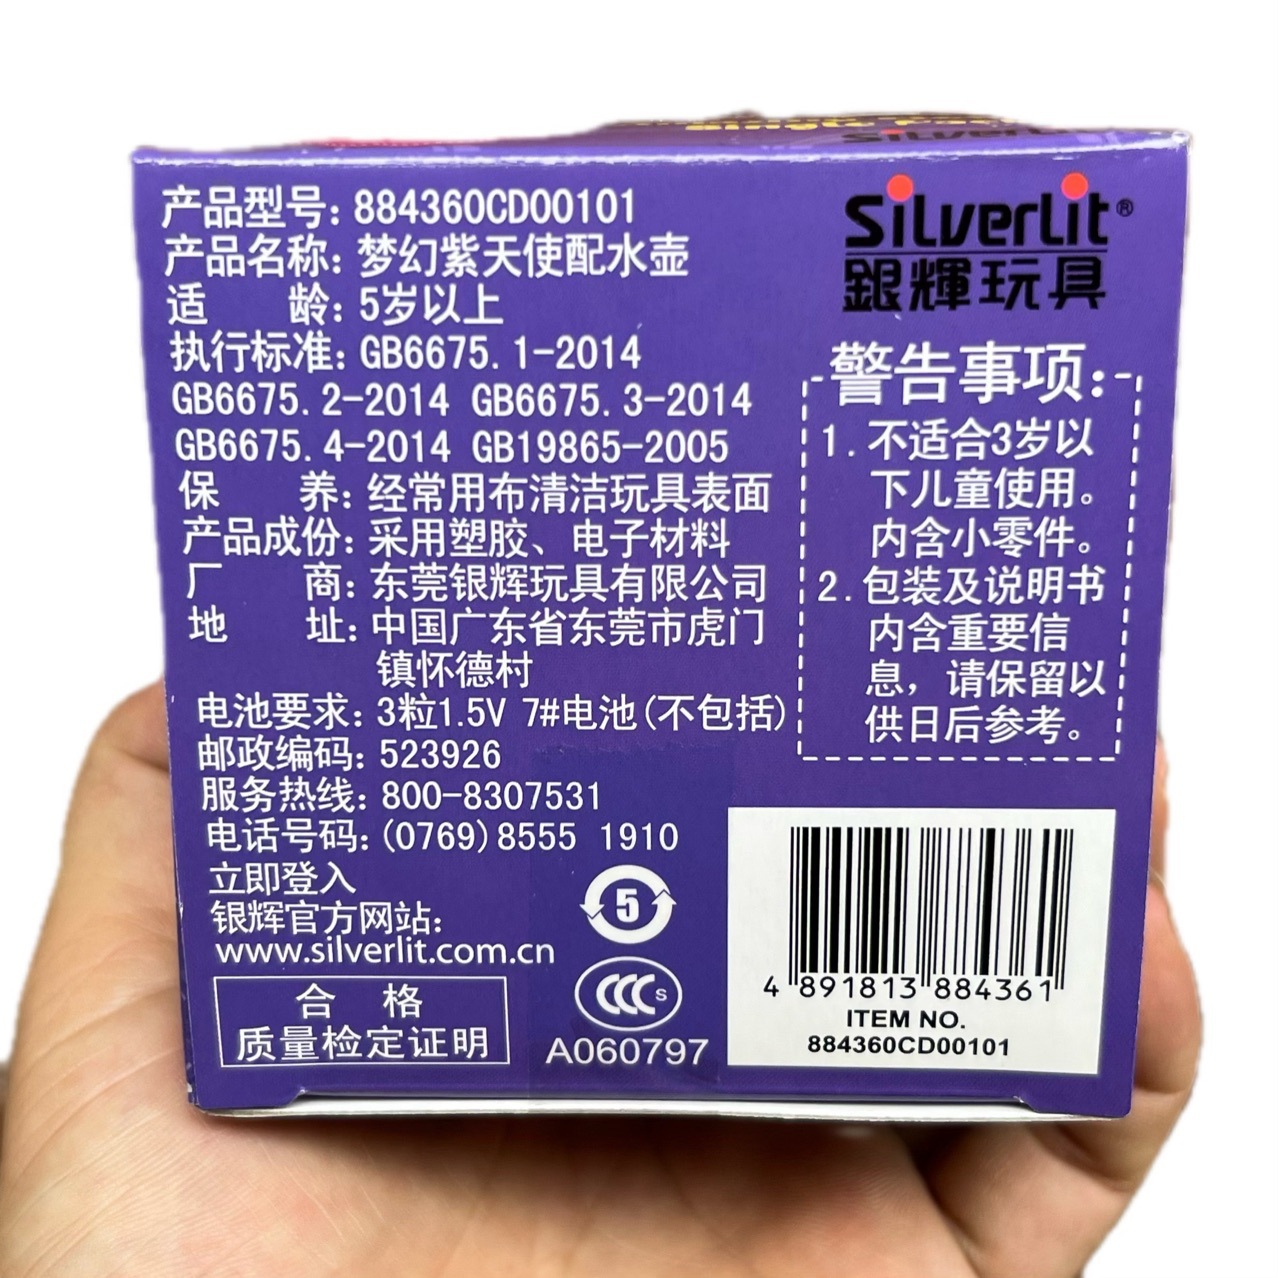 Single Pack
Silverlit
产品型号: 884360CD00101
产品名称: 梦幻紫天使配水壶
适 龄: 5岁以上
执行标准: GB6675.1-2014
GB6675.2-2014 GB6675.3-2014
GB6675.4-2014 GB19865-2005
保 养: 经常用布清洁玩具表面
产品成份: 采用塑胶、电子材料
厂 商: 东莞银辉玩具有限公司
地 址: 中国广东省东莞市虎门
镇怀德村
电池要求: 3粒1.5V 7#电池(不包括)
邮政编码: 523926
服务热线: 800-8307531
电话号码: (0769)8555 1910
立即登入
银辉官方网站:
www.silverlit.com.cn
合 格
质量检定证明
5
CCC S
A060797
Silverlit®
銀輝玩具
警告事项:
1. 不适合3岁以
下儿童使用。
内含小零件。
2. 包装及说明书
内含重要信
息，请保留以
供日后参考。
4 891813 884361
ITEM NO.
884360CD00101